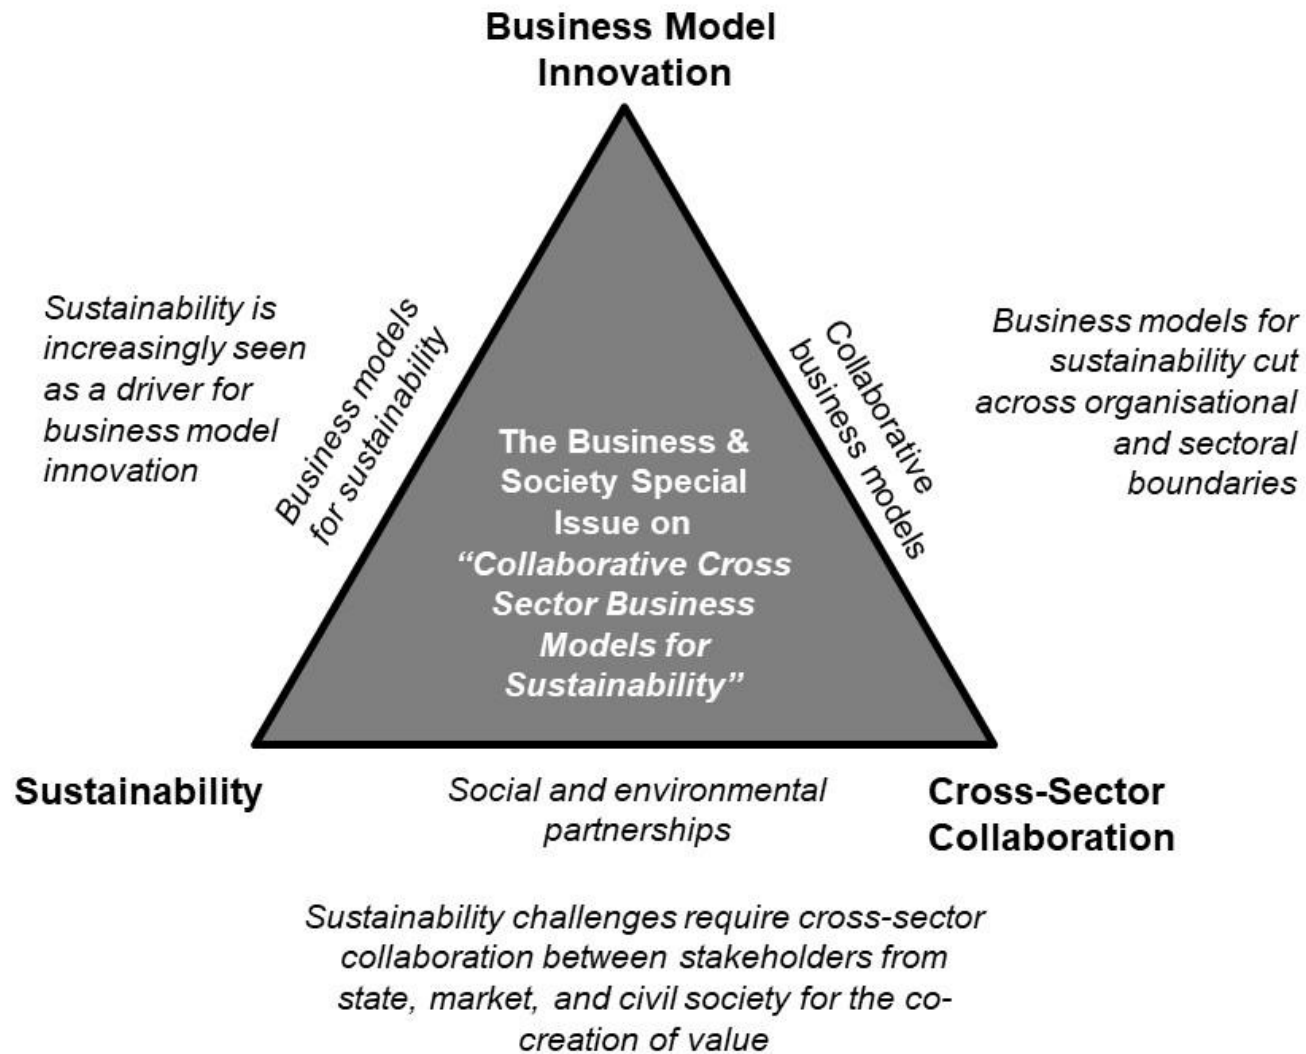 Business Model
Innovation
Sustainability is
increasingly seen
as a driver for
business model
innovation
Business models
for sustainability
The Business &
Society Special
Issue on
“Collaborative Cross
Sector Business
Models for
Sustainability”
Collaborative
business models
Business models for
sustainability cut
across organisational
and sectoral
boundaries
Sustainability
Social and environmental
partnerships
Cross-Sector
Collaboration
Sustainability challenges require cross-sector
collaboration between stakeholders from
state, market, and civil society for the co-
creation of value